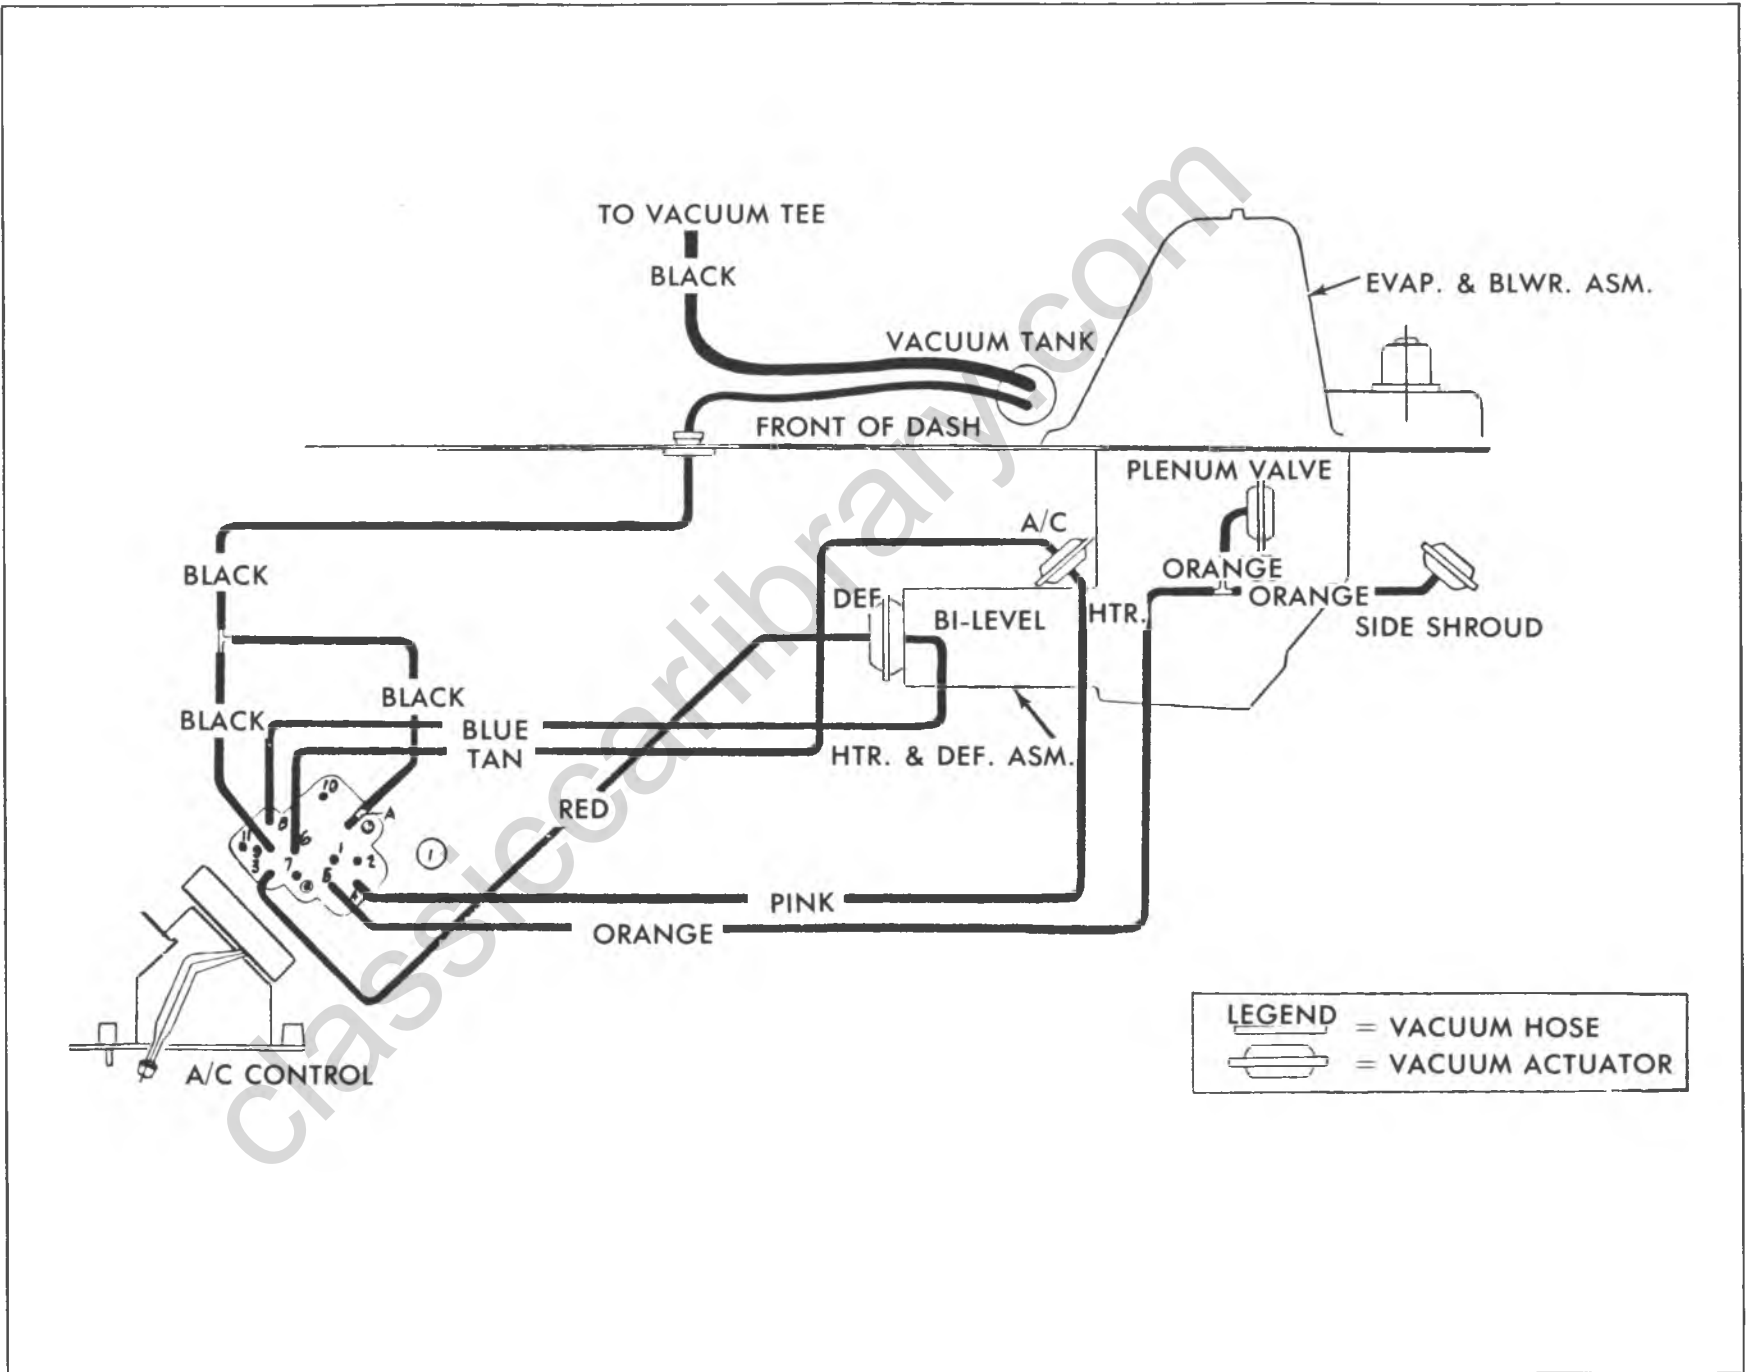 TO VACUUM TEE
BLACK
EVAP. & BLWR. ASM.
VACUUM TANK
FRONT OF DASH
PLENUM VALVE
A/C
BLACK
ORANGE
ORANGE
DEF.
BI-LEVEL
HTR.
SIDE SHROUD
BLACK
BLACK
BLUE
TAN
HTR. & DEF. ASM.
RED
10
A
8
11
9
6
3
7
1
2
5
1
PINK
ORANGE
LEGEND
= VACUUM HOSE
= VACUUM ACTUATOR
A/C CONTROL
classiccarlibrary.com